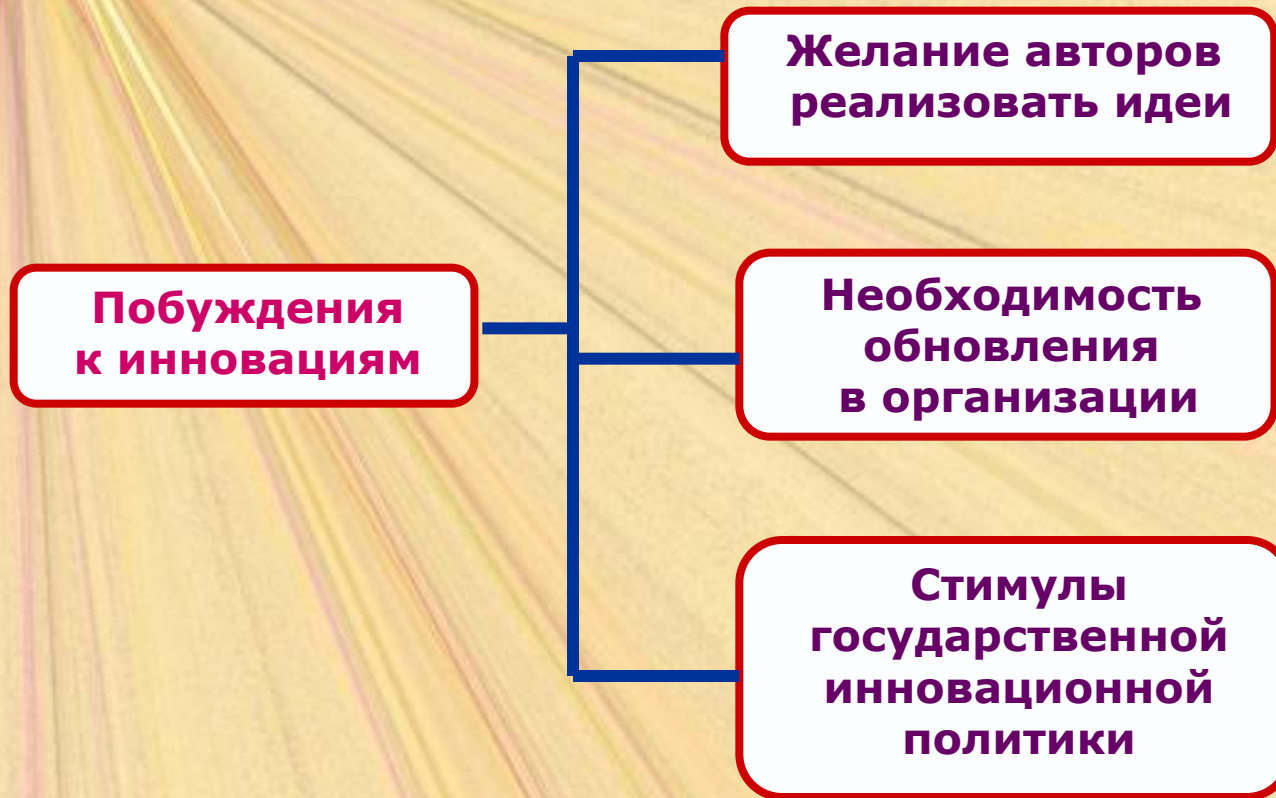 Желание авторов
реализовать идеи
Побуждения
к инновациям
Необходимость
обновления
в организации
Стимулы
государственной
инновационной
политики